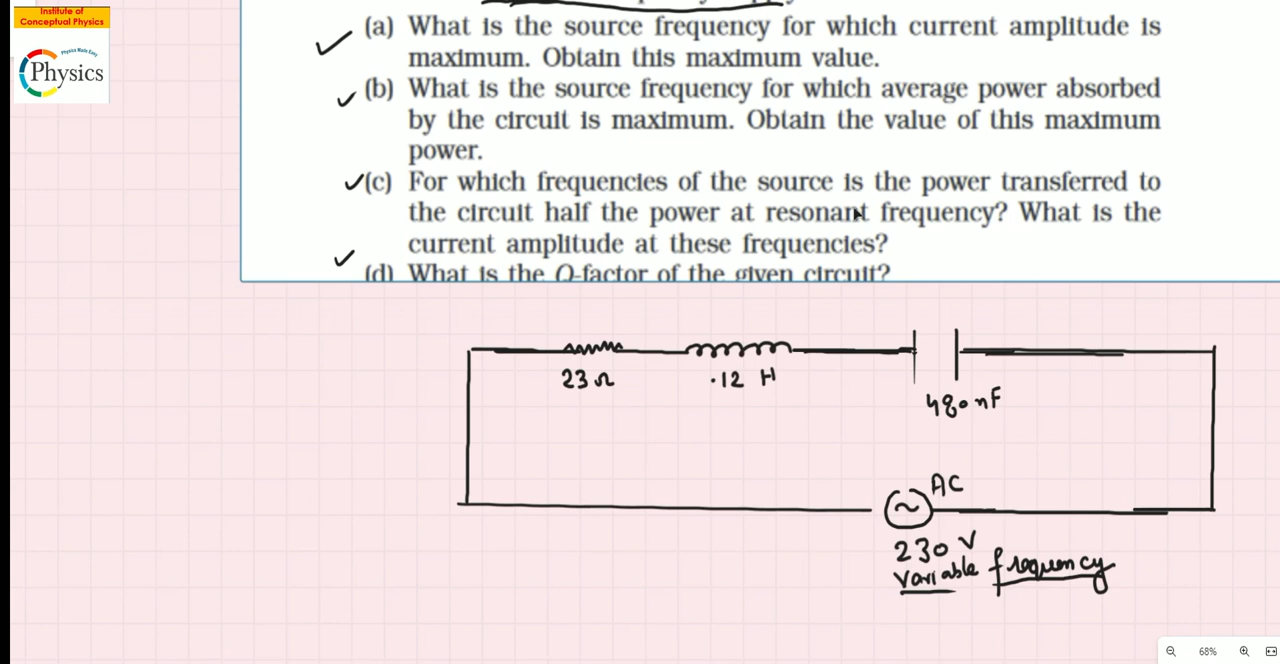 Institute of
Conceptual Physics
Physics Made Easy
Physics
(a) What is the source frequency for which current amplitude is
maximum. Obtain this maximum value.
(b) What is the source frequency for which average power absorbed
by the circuit is maximum. Obtain the value of this maximum
power.
(c) For which frequencies of the source is the power transferred to
the circuit half the power at resonant frequency? What is the
current amplitude at these frequencies?
(d) What is the Q-factor of the given circuit?
23 Ω
.12 H
480 nF
AC
230 V
variable frequency
68%